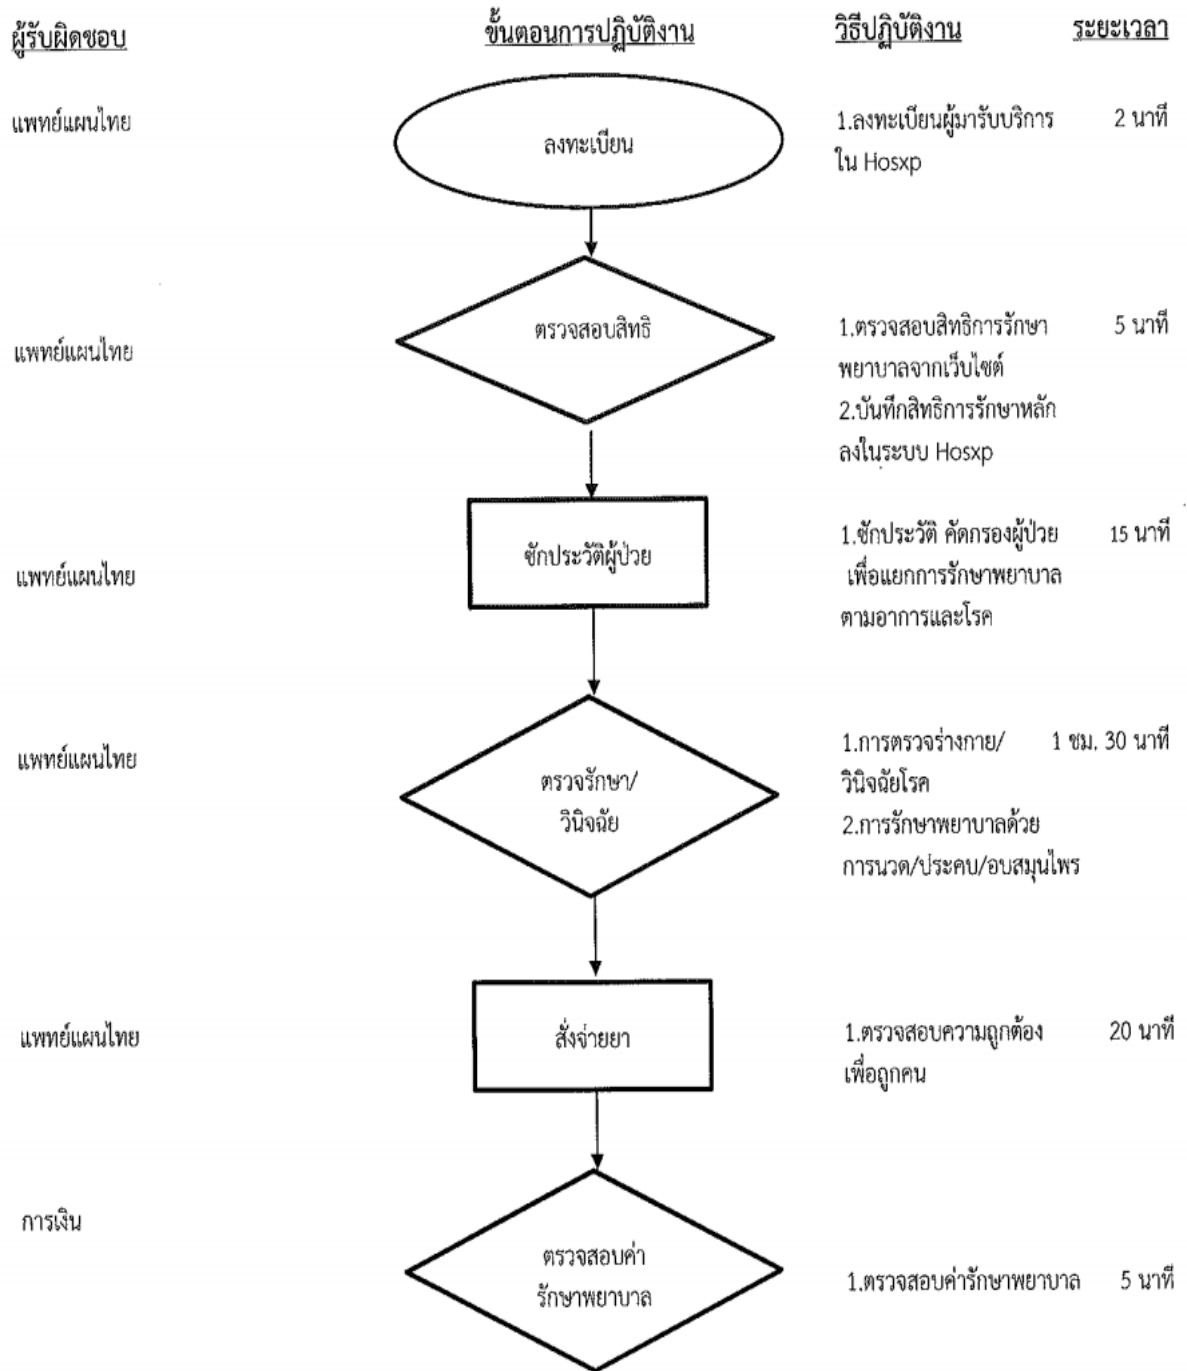 ผู้รับผิดชอบ ขั้นตอนการปฏิบัติงาน วิธีปฏิบัติงาน ระยะเวลา
แพทย์แผนไทย
ลงทะเบียน
1.ลงทะเบียนผู้มารับบริการ 2 นาที
ใน Hosxp
แพทย์แผนไทย
ตรวจสอบสิทธิ
1.ตรวจสอบสิทธิการรักษา 5 นาที
พยาบาลจากเว็บไซต์
2.บันทึกสิทธิการรักษาหลัก
ลงในระบบ Hosxp
แพทย์แผนไทย
ซักประวัติผู้ป่วย
1.ซักประวัติ คัดกรองผู้ป่วย 15 นาที
เพื่อแยกการรักษาพยาบาล
ตามอาการและโรค
แพทย์แผนไทย
ตรวจรักษา/
วินิจฉัย
1.การตรวจร่างกาย/ 1 ชม. 30 นาที
วินิจฉัยโรค
2.การรักษาพยาบาลด้วย
การนวด/ประคบ/อบสมุนไพร
แพทย์แผนไทย
สั่งจ่ายยา
1.ตรวจสอบความถูกต้อง 20 นาที
เพื่อถูกคน
การเงิน
ตรวจสอบค่า
รักษาพยาบาล
1.ตรวจสอบค่ารักษาพยาบาล 5 นาที